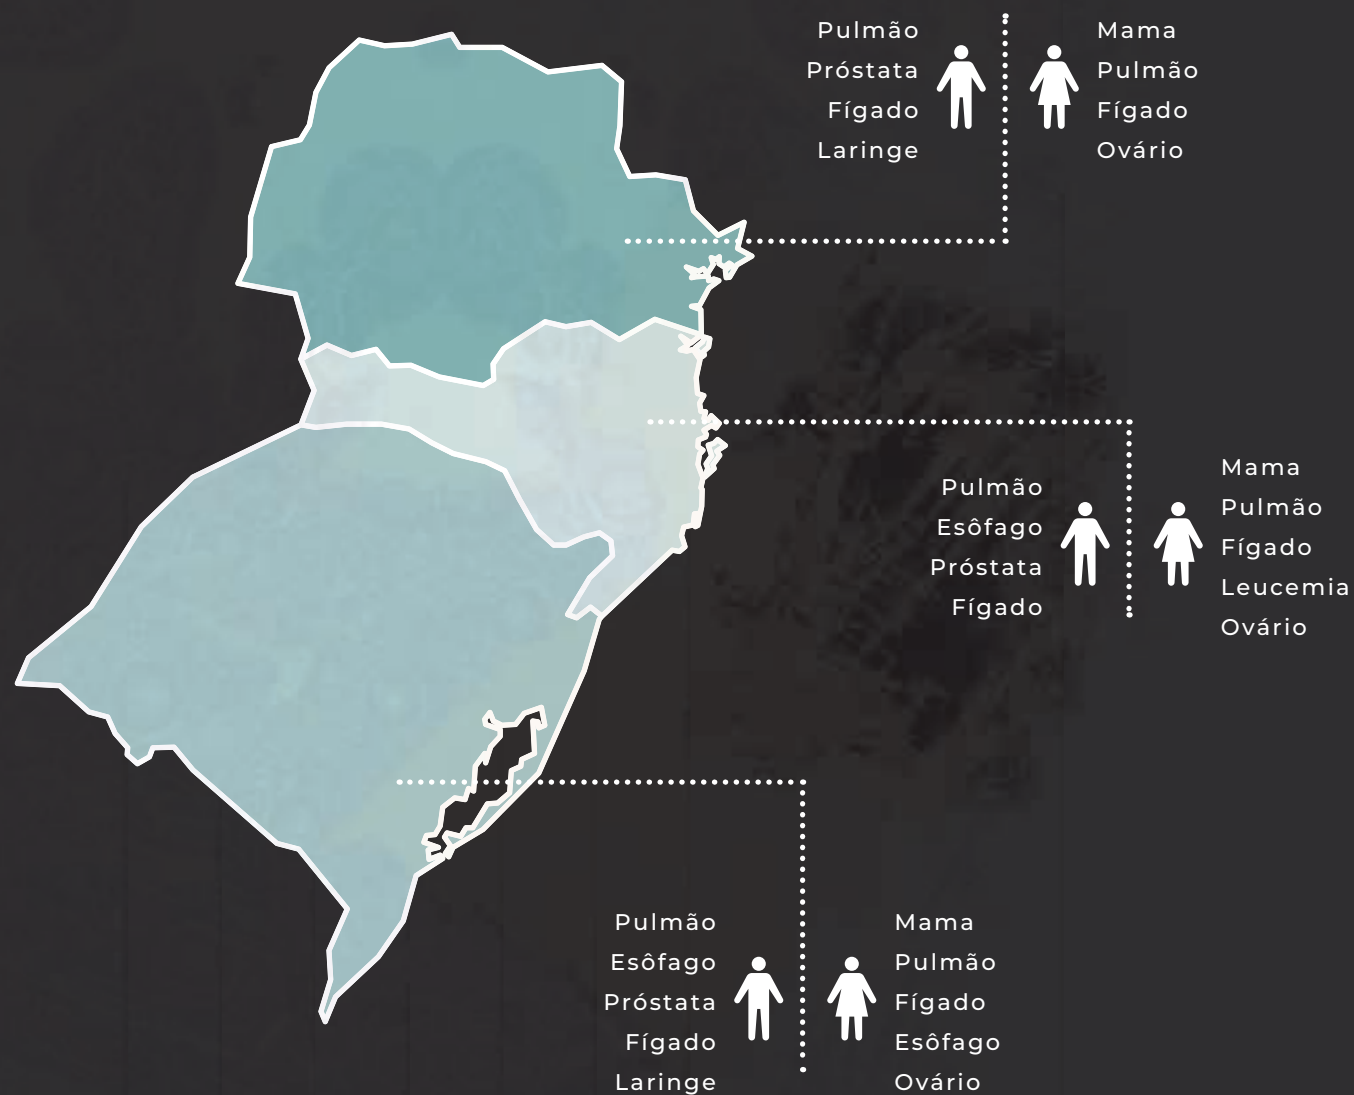 Pulmão
Próstata
Fígado
Laringe
Mama
Pulmão
Fígado
Ovário
Pulmão
Esôfago
Próstata
Fígado
Mama
Pulmão
Fígado
Leucemia
Ovário
Pulmão
Esôfago
Próstata
Fígado
Laringe
Mama
Pulmão
Fígado
Esôfago
Ovário